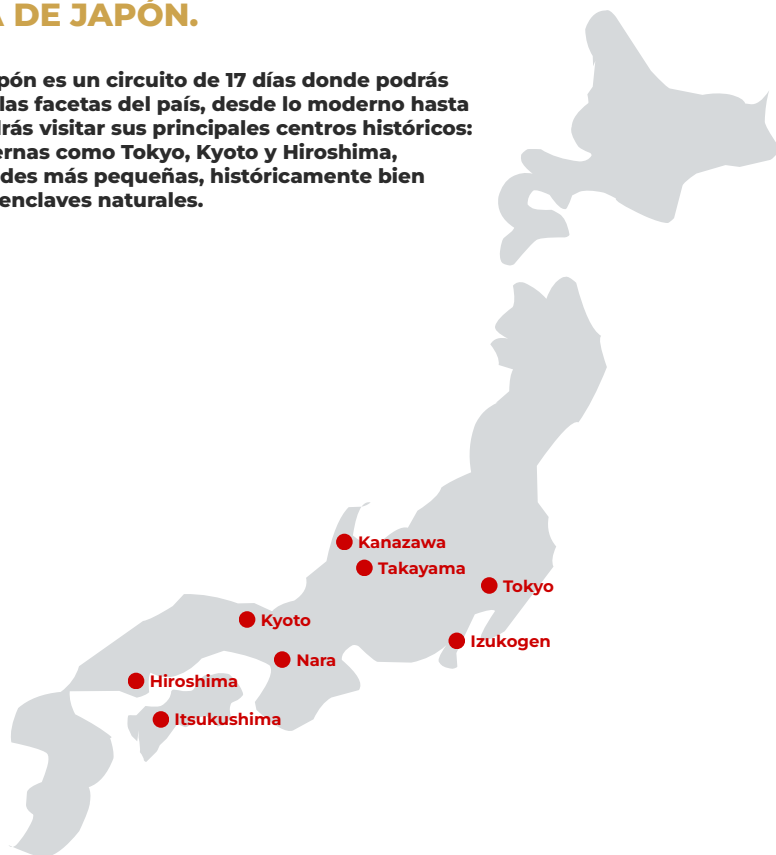 A DE JAPÓN.
pón es un circuito de 17 días donde podrás
las facetas del país, desde lo moderno hasta
drás visitar sus principales centros históricos:
ernas como Tokyo, Kyoto y Hiroshima,
des más pequeñas, históricamente bien
enclaves naturales.
Kanazawa
Takayama
Tokyo
Kyoto
Izukogen
Nara
Hiroshima
Itsukushima